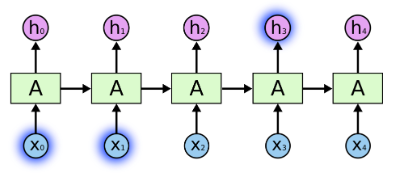 h₀ h₁ h₂ h₃ h₄
A A A A A
x₀ x₁ x₂ x₃ x₄